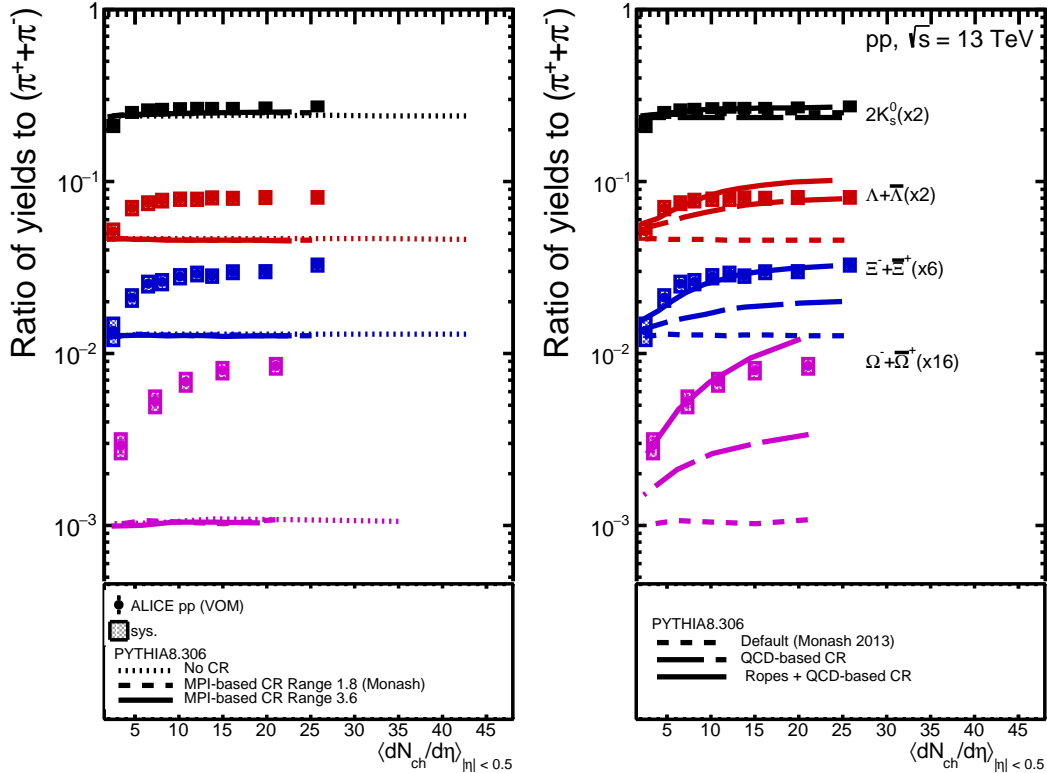 Ratio of yields to (π⁺+π⁻)
1
10⁻¹
10⁻²
10⁻³
ALICE pp (VOM)
sys.
PYTHIA8.306
No CR
MPI-based CR Range 1.8 (Monash)
MPI-based CR Range 3.6
5 10 15 20 25 30 35 40 45
⟨dN_ch/dη⟩_|η| < 0.5
Ratio of yields to (π⁺+π⁻)
1
10⁻¹
10⁻²
10⁻³
pp, √s = 13 TeV
2K⁰_s(x2)
Λ+Λ̅(x2)
Ξ⁻+Ξ̅⁺(x6)
Ω⁻+Ω̅⁺(x16)
PYTHIA8.306
Default (Monash 2013)
QCD-based CR
Ropes + QCD-based CR
5 10 15 20 25 30 35 40 45
⟨dN_ch/dη⟩_|η| < 0.5